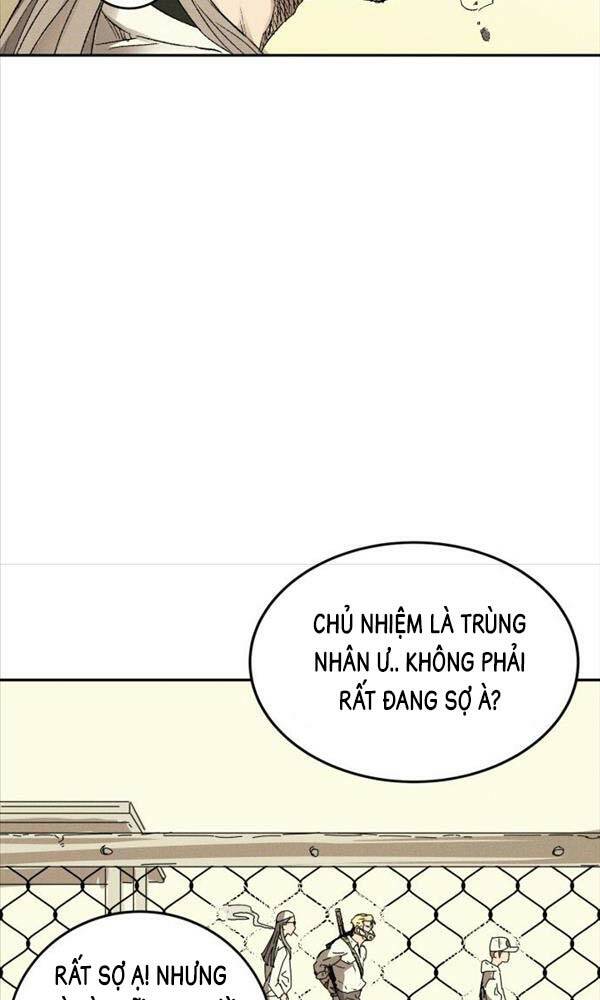 CHỦ NHIỆM LÀ TRÙNG
NHÂN Ư.. KHÔNG PHẢI
RẤT ĐANG SỢ À?
RẤT SỢ Ạ! NHƯNG